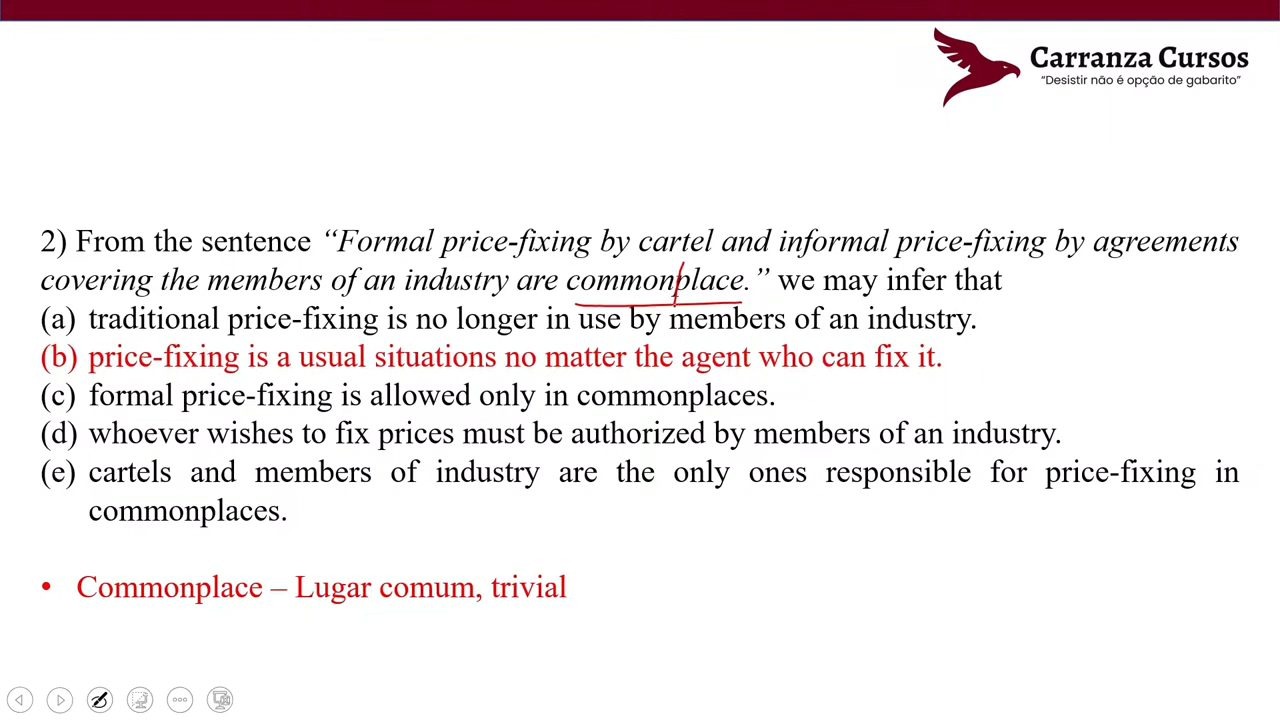 Carranza Cursos
“Desistir não é opção de gabarito”
2) From the sentence “Formal price-fixing by cartel and informal price-fixing by agreements
covering the members of an industry are commonplace.” we may infer that
(a) traditional price-fixing is no longer in use by members of an industry.
(b) price-fixing is a usual situations no matter the agent who can fix it.
(c) formal price-fixing is allowed only in commonplaces.
(d) whoever wishes to fix prices must be authorized by members of an industry.
(e) cartels and members of industry are the only ones responsible for price-fixing in
commonplaces.
• Commonplace – Lugar comum, trivial